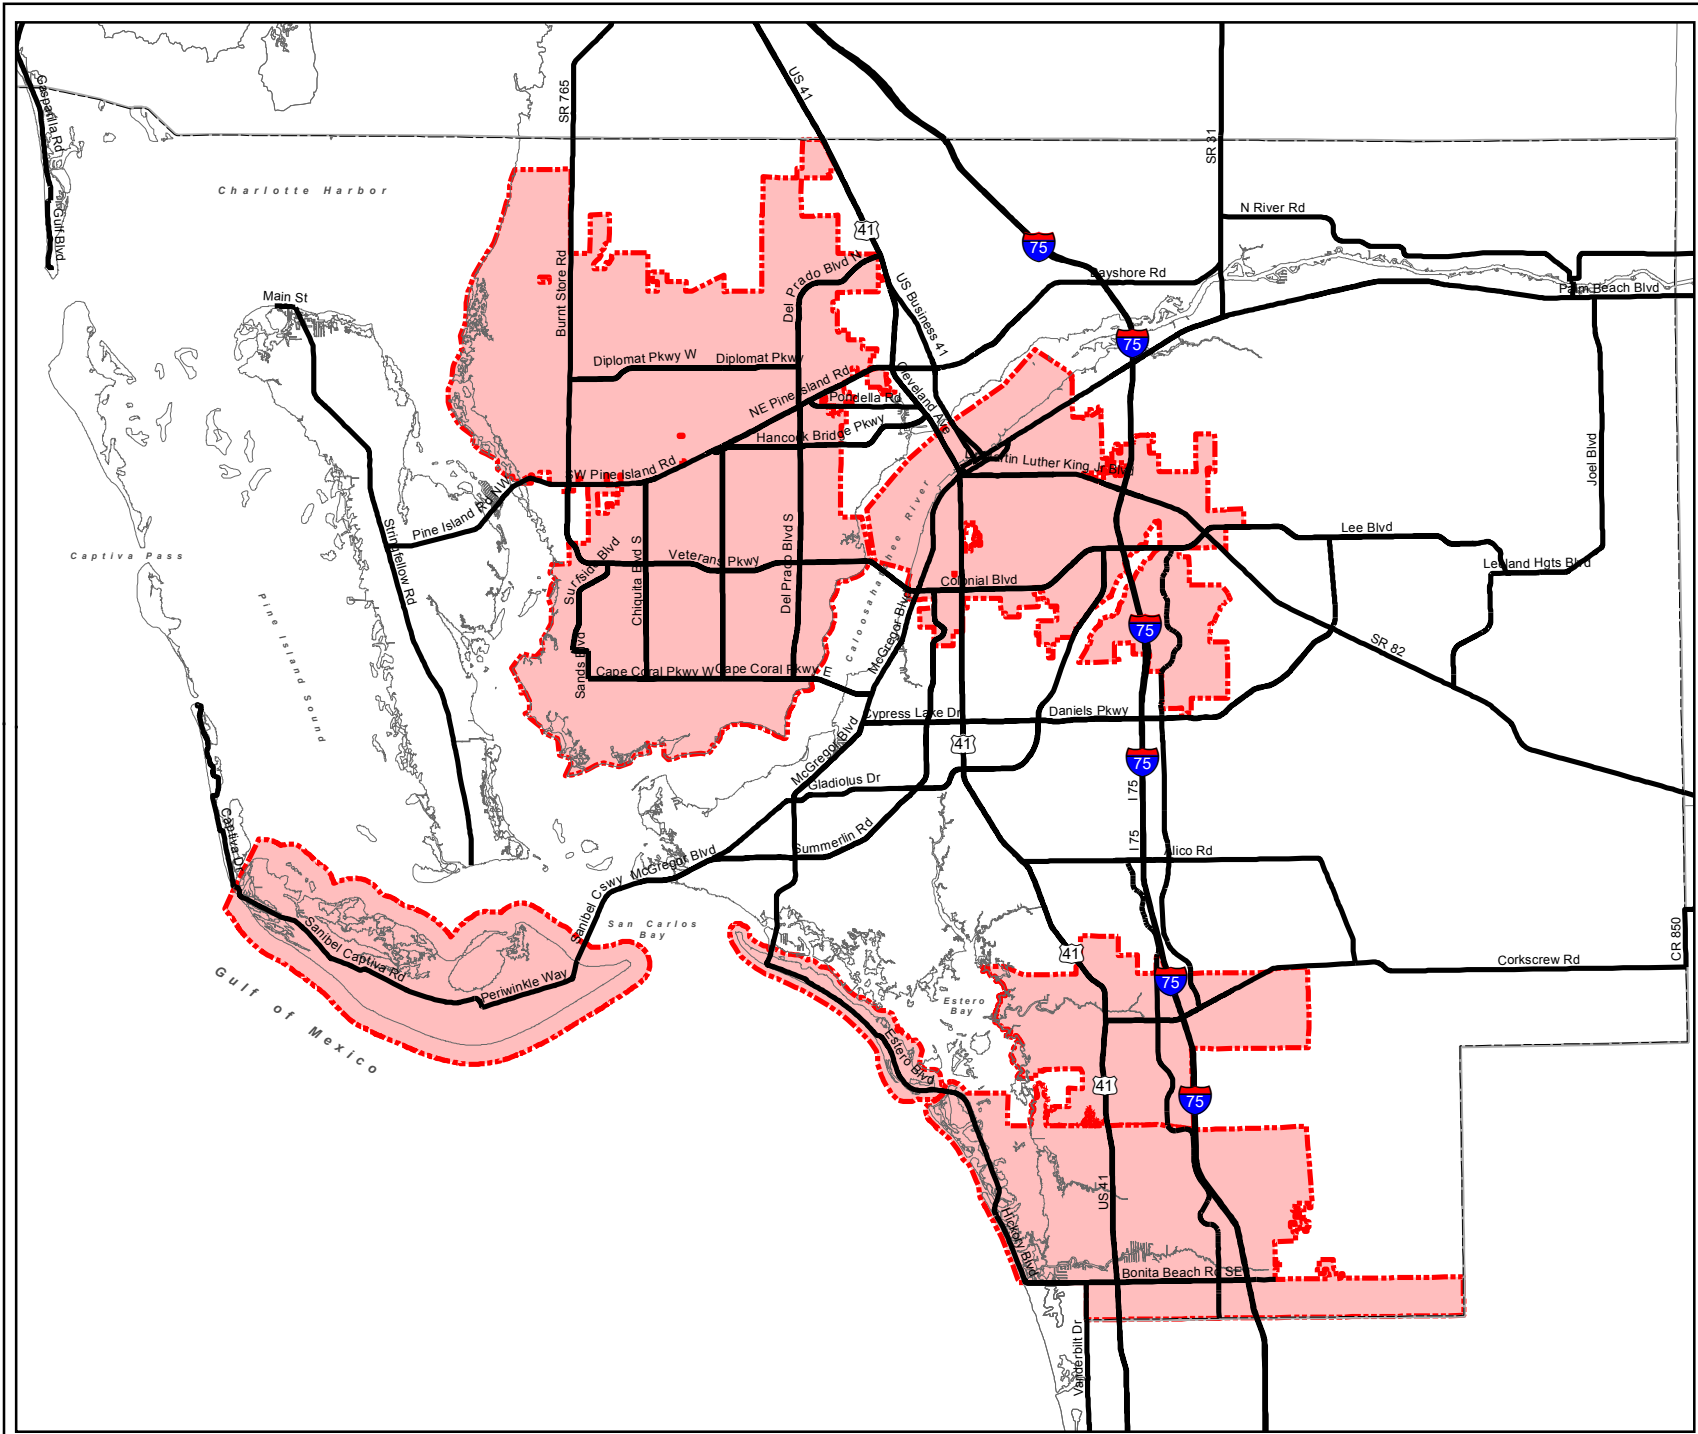 Gasparilla Rd
Gulf Blvd
Charlotte Harbor
SR 765
US 41
SR 31
N River Rd
41
75
Bayshore Rd
Palm Beach Blvd
Main St
Burnt Store Rd
Del Prado Blvd N
US Business 41
75
Diplomat Pkwy W
Diplomat Pkwy
NE Pine Island Rd
Cleveland Ave
Pondella Rd
Hancock Bridge Pkwy
SW Pine Island Rd
Martin Luther King Jr Blvd
Joel Blvd
Pine Island Rd NW
Stringfellow Rd
Captiva Pass
Pine Island Sound
Surfside Blvd
Chiquita Blvd S
Veterans Pkwy
Del Prado Blvd S
Caloosahatchee River
Colonial Blvd
Lee Blvd
Leeland Hgts Blvd
75
SR 82
Sands Blvd
Cape Coral Pkwy W
Cape Coral Pkwy E
McGregor Blvd
Cypress Lake Dr
Daniels Pkwy
41
75
I 75
McGregor Blvd
Gladiolus Dr
Summerlin Rd
I 75
Alico Rd
Captiva Dr
McGregor Blvd
Sanibel Cswy
San Carlos
Bay
Sanibel Captiva Rd
Periwinkle Way
Gulf of Mexico
41
75
Corkscrew Rd
CR 850
Estero
Bay
Estero Blvd
41
75
US 41
Hickory Blvd
Bonita Beach Rd SE
Vanderbilt Dr